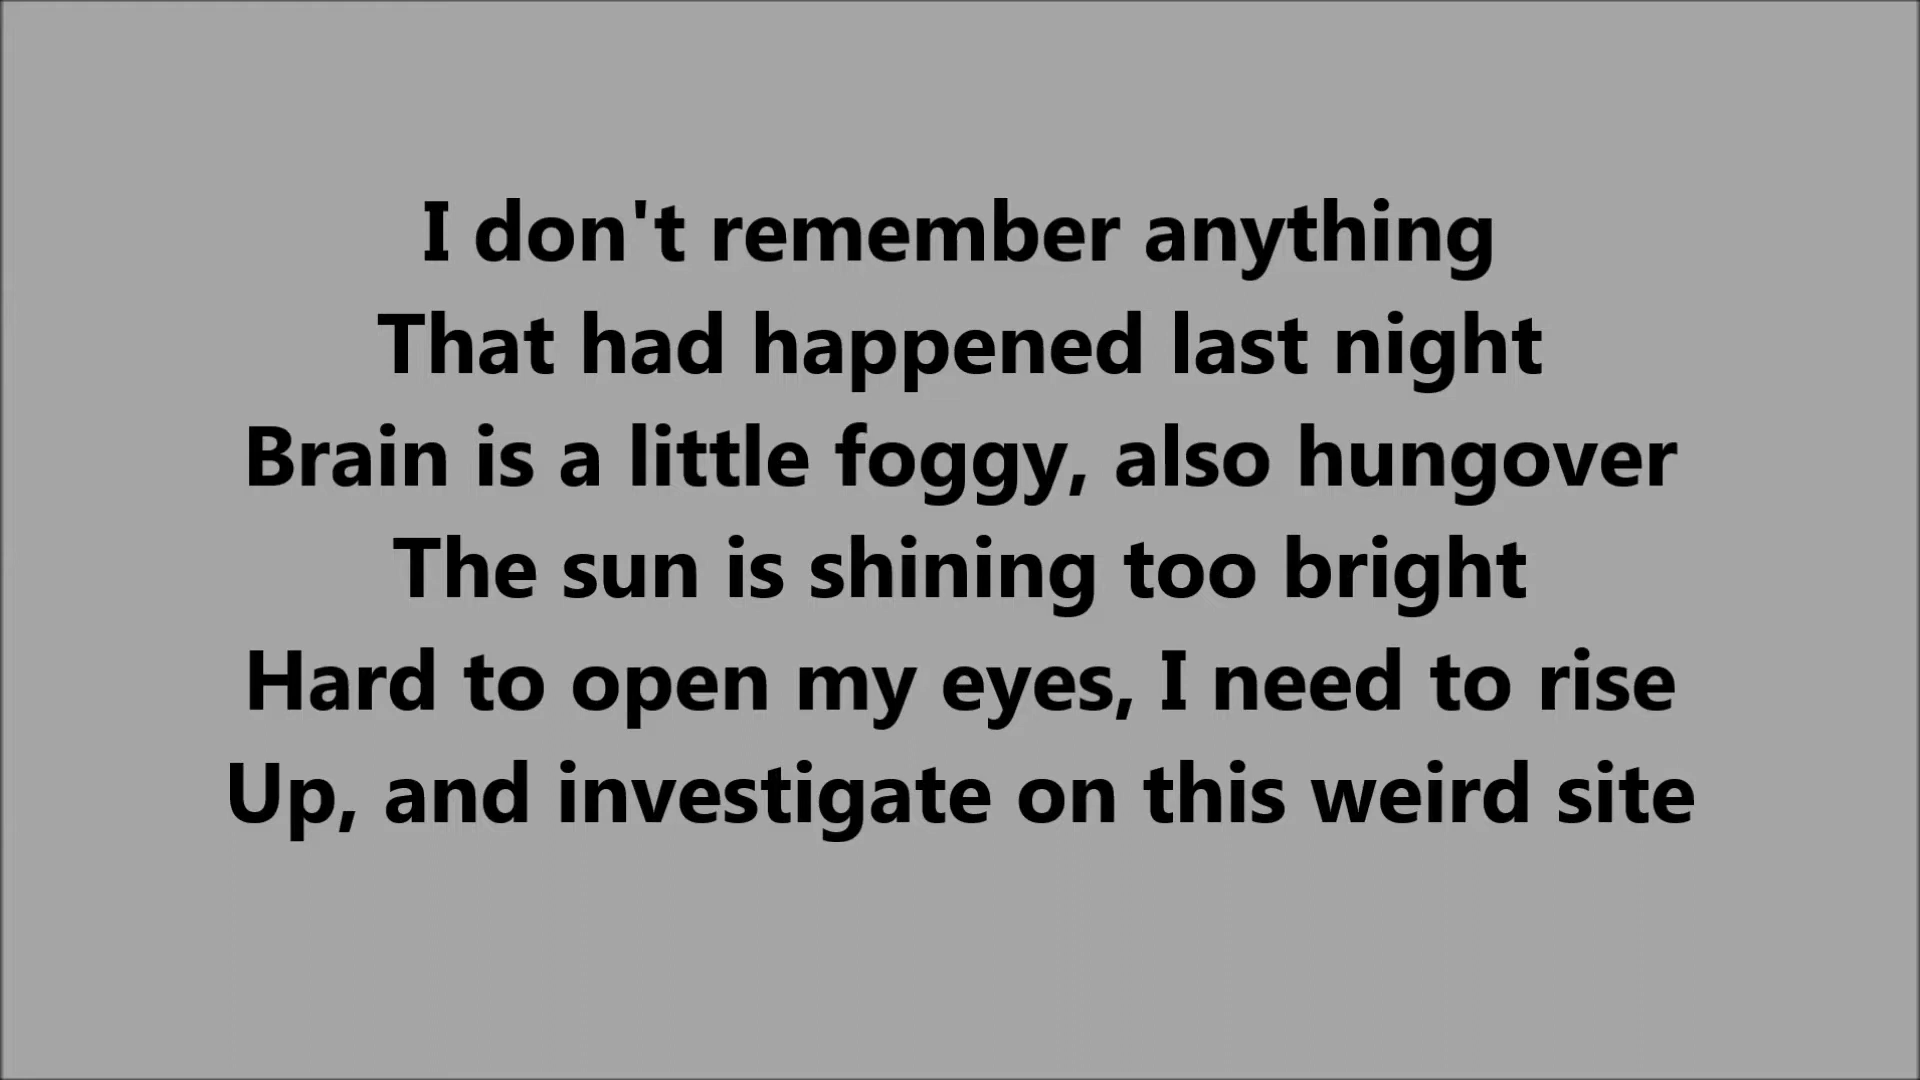 I don't remember anything
That had happened last night
Brain is a little foggy, also hungover
The sun is shining too bright
Hard to open my eyes, I need to rise
Up, and investigate on this weird site